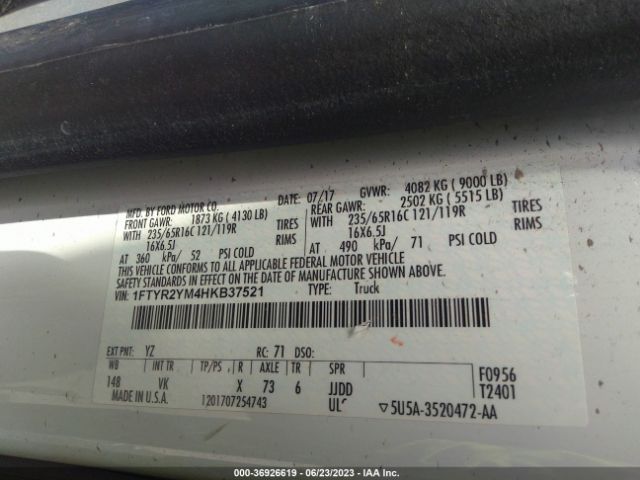 MFD. BY FORD MOTOR CO. DATE: 07/17 GVWR: 4082 KG ( 9000 LB)
FRONT GAWR: 1873 KG ( 4130 LB) REAR GAWR: 2502 KG ( 5515 LB)
WITH 235/65R16C 121/119R TIRES WITH 235/65R16C 121/119R TIRES
16X6.5J RIMS 16X6.5J RIMS
AT 360 kPa/ 52 PSI COLD AT 490 kPa/ 71 PSI COLD
THIS VEHICLE CONFORMS TO ALL APPLICABLE FEDERAL MOTOR VEHICLE
SAFETY STANDARDS IN EFFECT ON THE DATE OF MANUFACTURE SHOWN ABOVE.
VIN: 1FTYR2YM4HKB37521 TYPE: Truck
EXT PNT: YZ RC: 71 DSO:
WB INT TR TP/PS R AXLE TR SPR F0956
148 VK X 73 6 JJDD T2401
MADE IN U.S.A. 1201707254743 ▽5U5A-3520472-AA
000-36926619 - 06/23/2023 - IAA Inc.